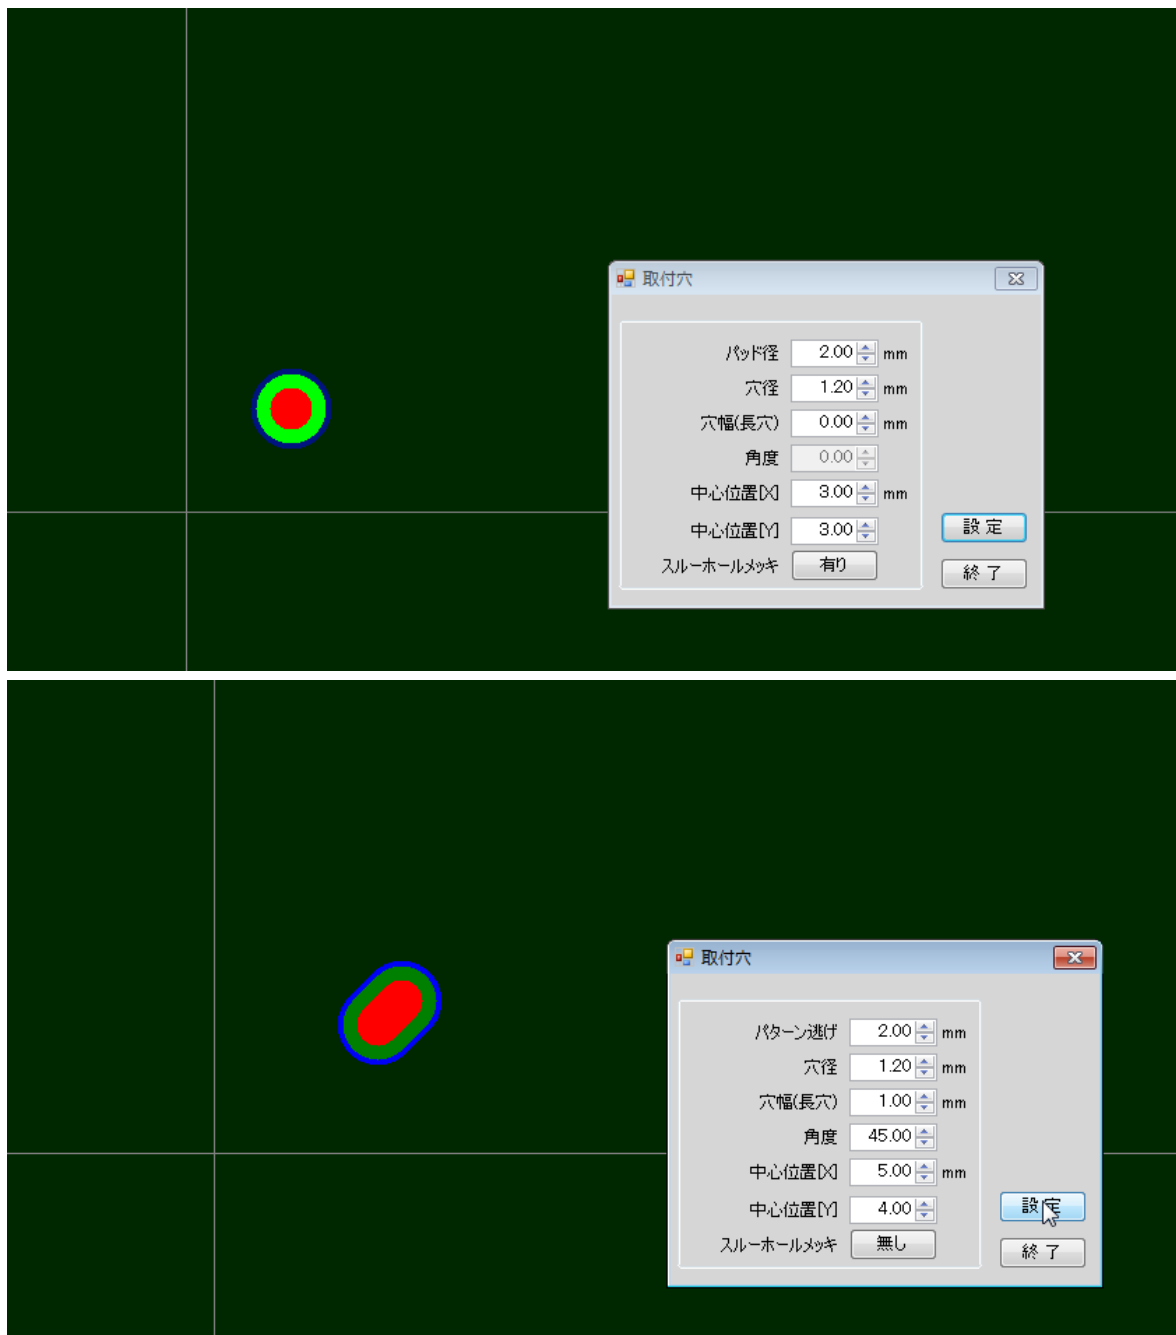 取付穴
パッド径 2.00 mm
穴径 1.20 mm
穴幅(長穴) 0.00 mm
角度 0.00
中心位置[X] 3.00 mm
中心位置[Y] 3.00
設 定
スルーホールメッキ 有り
終 了
取付穴
パターン逃げ 2.00 mm
穴径 1.20 mm
穴幅(長穴) 1.00 mm
角度 45.00
中心位置[X] 5.00 mm
中心位置[Y] 4.00
設 定
スルーホールメッキ 無し
終 了